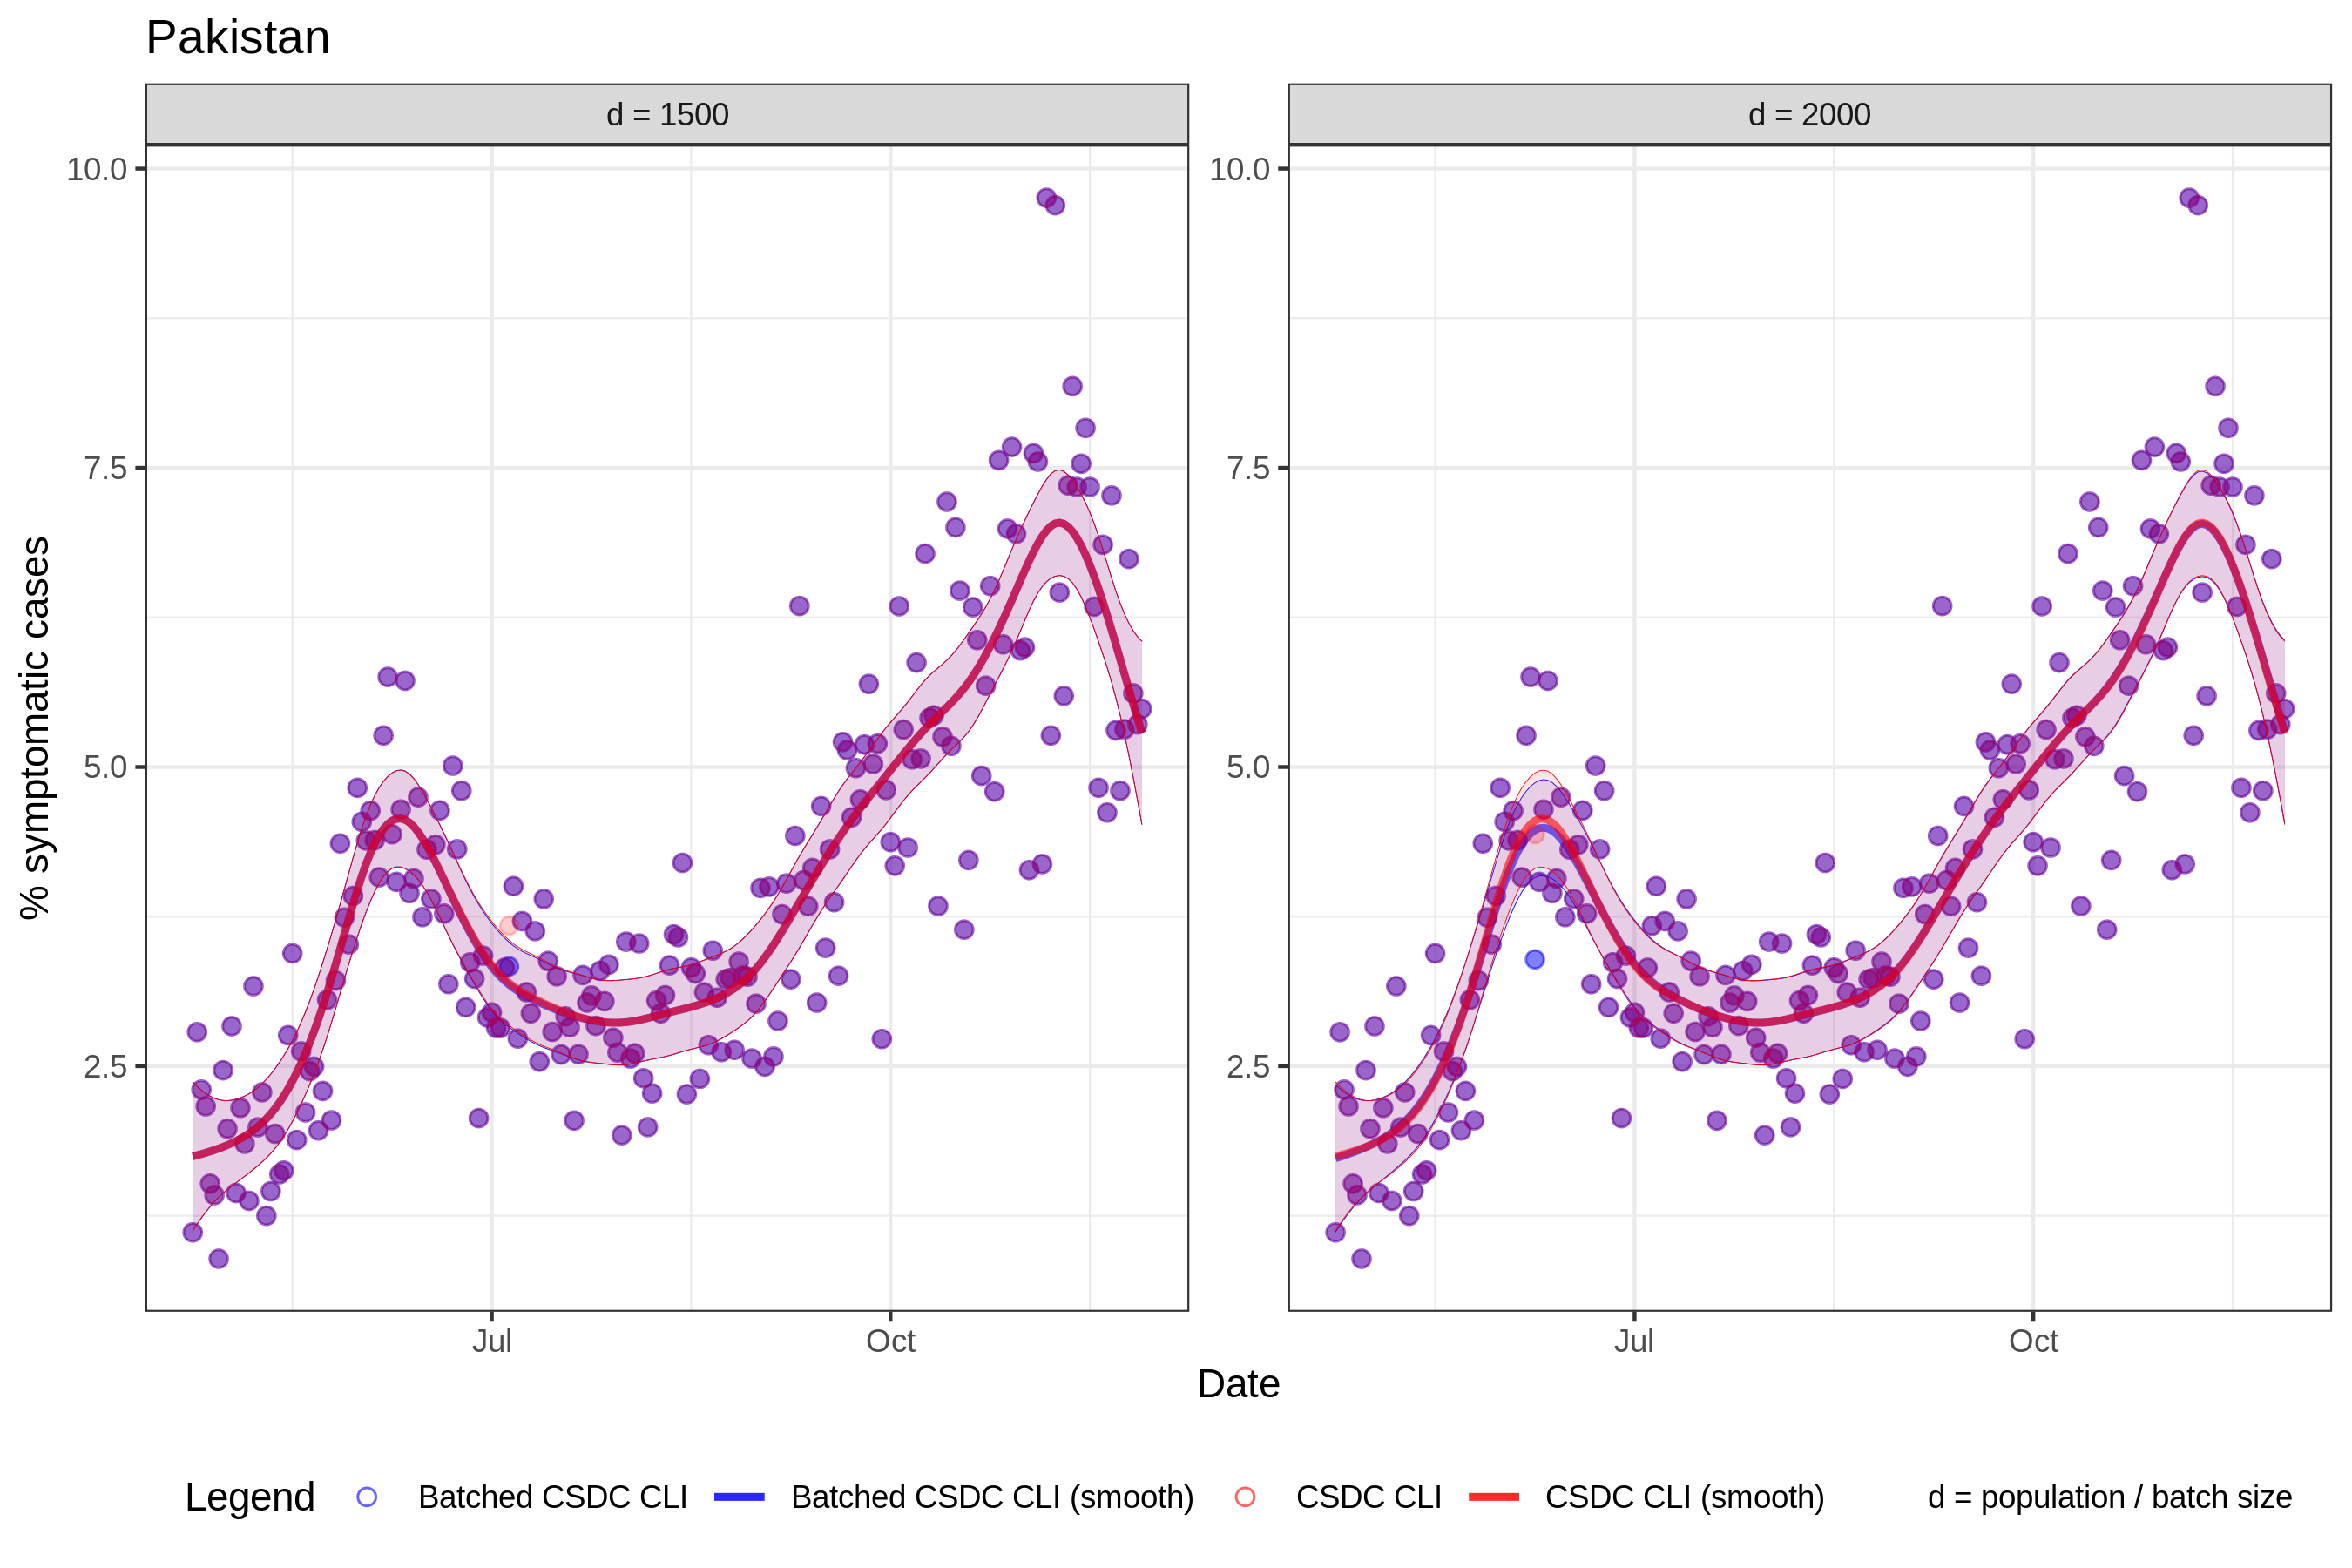 Pakistan
d = 1500
d = 2000
% symptomatic cases
10.0
7.5
5.0
2.5
10.0
7.5
5.0
2.5
Jul
Oct
Jul
Oct
Date
Legend
Batched CSDC CLI
Batched CSDC CLI (smooth)
CSDC CLI
CSDC CLI (smooth)
d = population / batch size